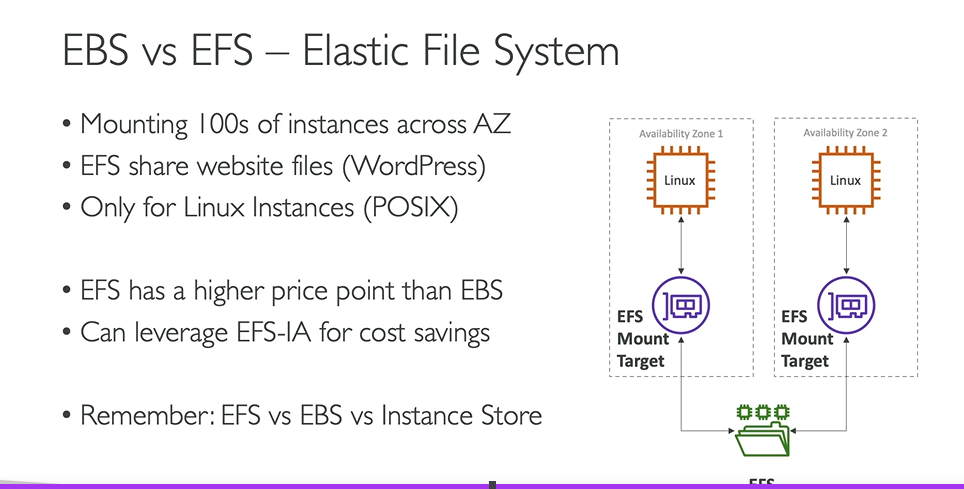 EBS vs EFS – Elastic File System
• Mounting 100s of instances across AZ
• EFS share website files (WordPress)
• Only for Linux Instances (POSIX)
• EFS has a higher price point than EBS
• Can leverage EFS-IA for cost savings
• Remember: EFS vs EBS vs Instance Store
Availability Zone 1
Linux
EFS
Mount
Target
Availability Zone 2
Linux
EFS
Mount
Target
EFS